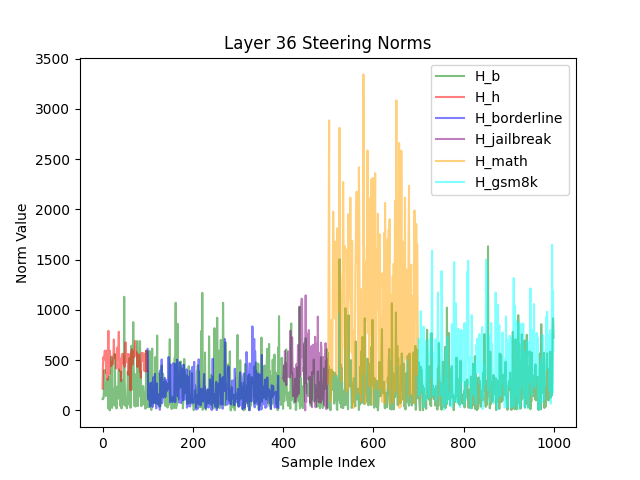 Layer 36 Steering Norms
3500
3000
2500
2000
1500
1000
500
0
Norm Value
H_b
H_h
H_borderline
H_jailbreak
H_math
H_gsm8k
0
200
400
600
800
1000
Sample Index